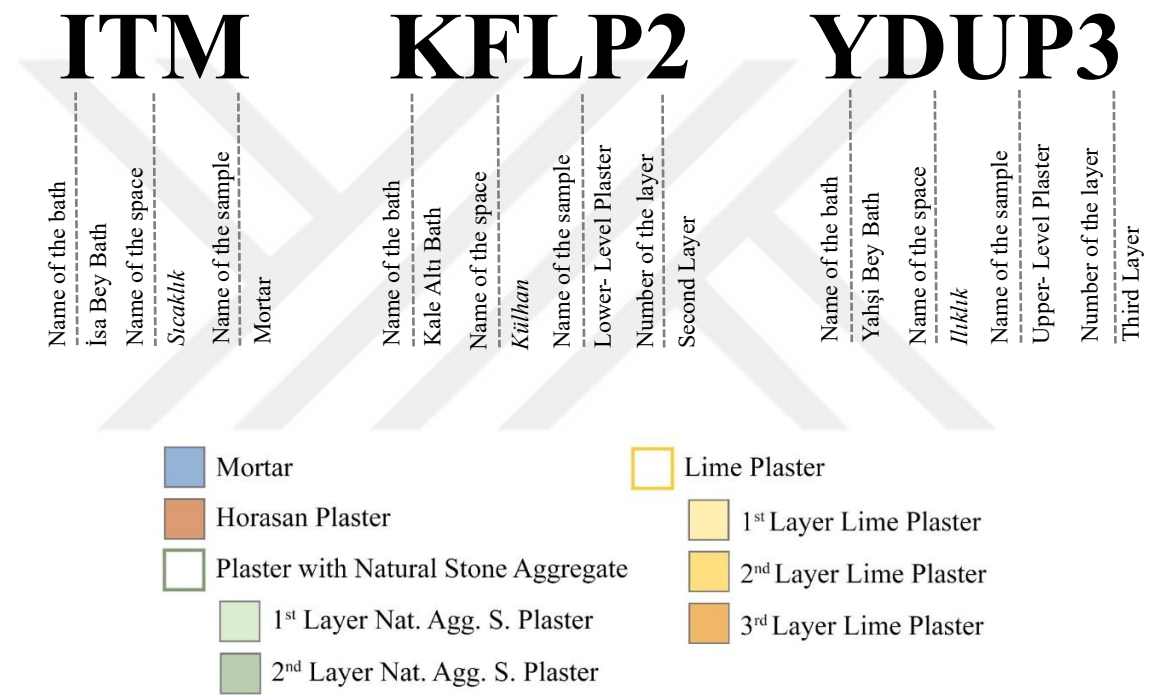 ITM
KFLP2
YDUP3
Name of the bath
İsa Bey Bath
Name of the space
Sıcaklık
Name of the sample
Mortar
Name of the bath
Kale Altı Bath
Name of the space
Külhan
Name of the sample
Lower- Level Plaster
Number of the layer
Second Layer
Name of the bath
Yahşi Bey Bath
Name of the space
Ilıklık
Name of the sample
Upper- Level Plaster
Number of the layer
Third Layer
Mortar
Horasan Plaster
Plaster with Natural Stone Aggregate
1st Layer Nat. Agg. S. Plaster
2nd Layer Nat. Agg. S. Plaster
Lime Plaster
1st Layer Lime Plaster
2nd Layer Lime Plaster
3rd Layer Lime Plaster